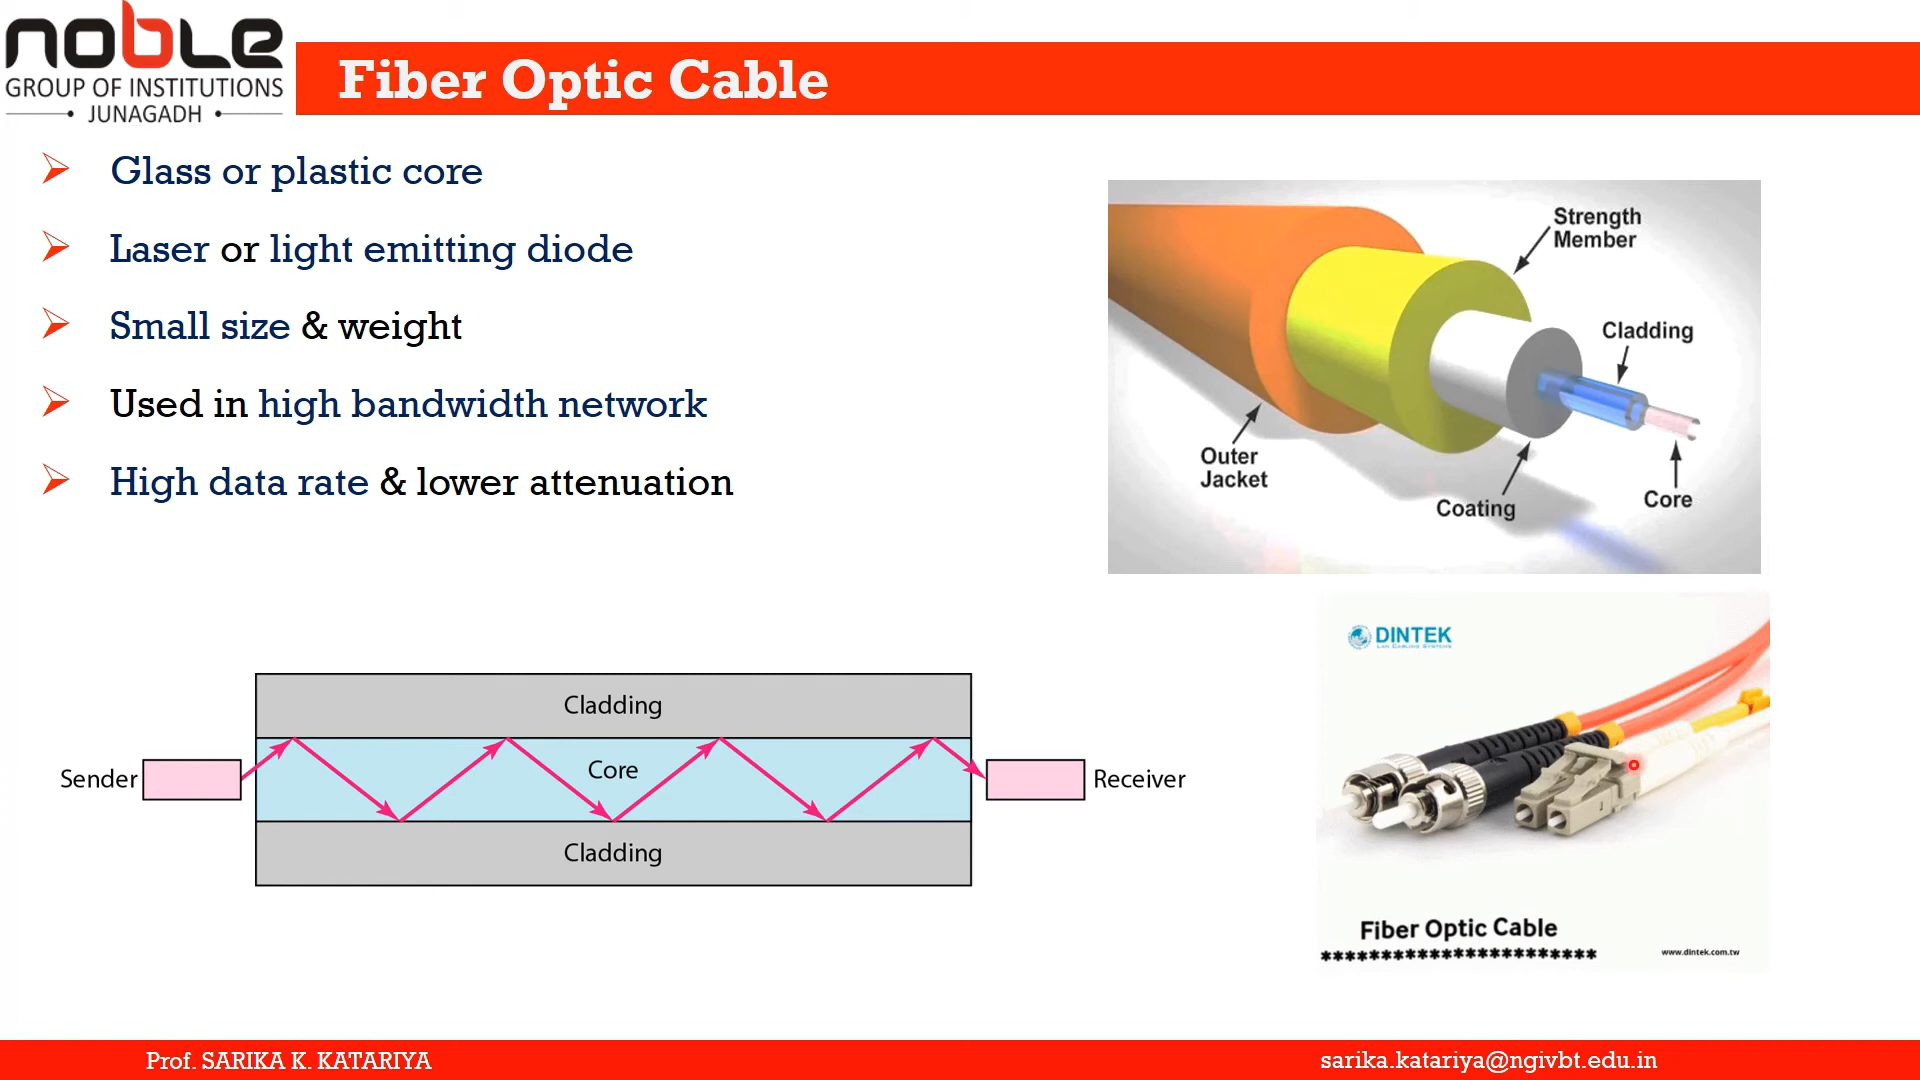 noble
GROUP OF INSTITUTIONS
JUNAGADH
Fiber Optic Cable
Glass or plastic core
Laser or light emitting diode
Small size & weight
Used in high bandwidth network
High data rate & lower attenuation
Strength
Member
Cladding
Outer
Jacket
Coating
Core
Cladding
Sender
Core
Receiver
Cladding
DINTEK
LAN CABLING SYSTEMS
Fiber Optic Cable
***********************
www.dintek.com.tw
Prof. SARIKA K. KATARIYA
sarika.katariya@ngivbt.edu.in